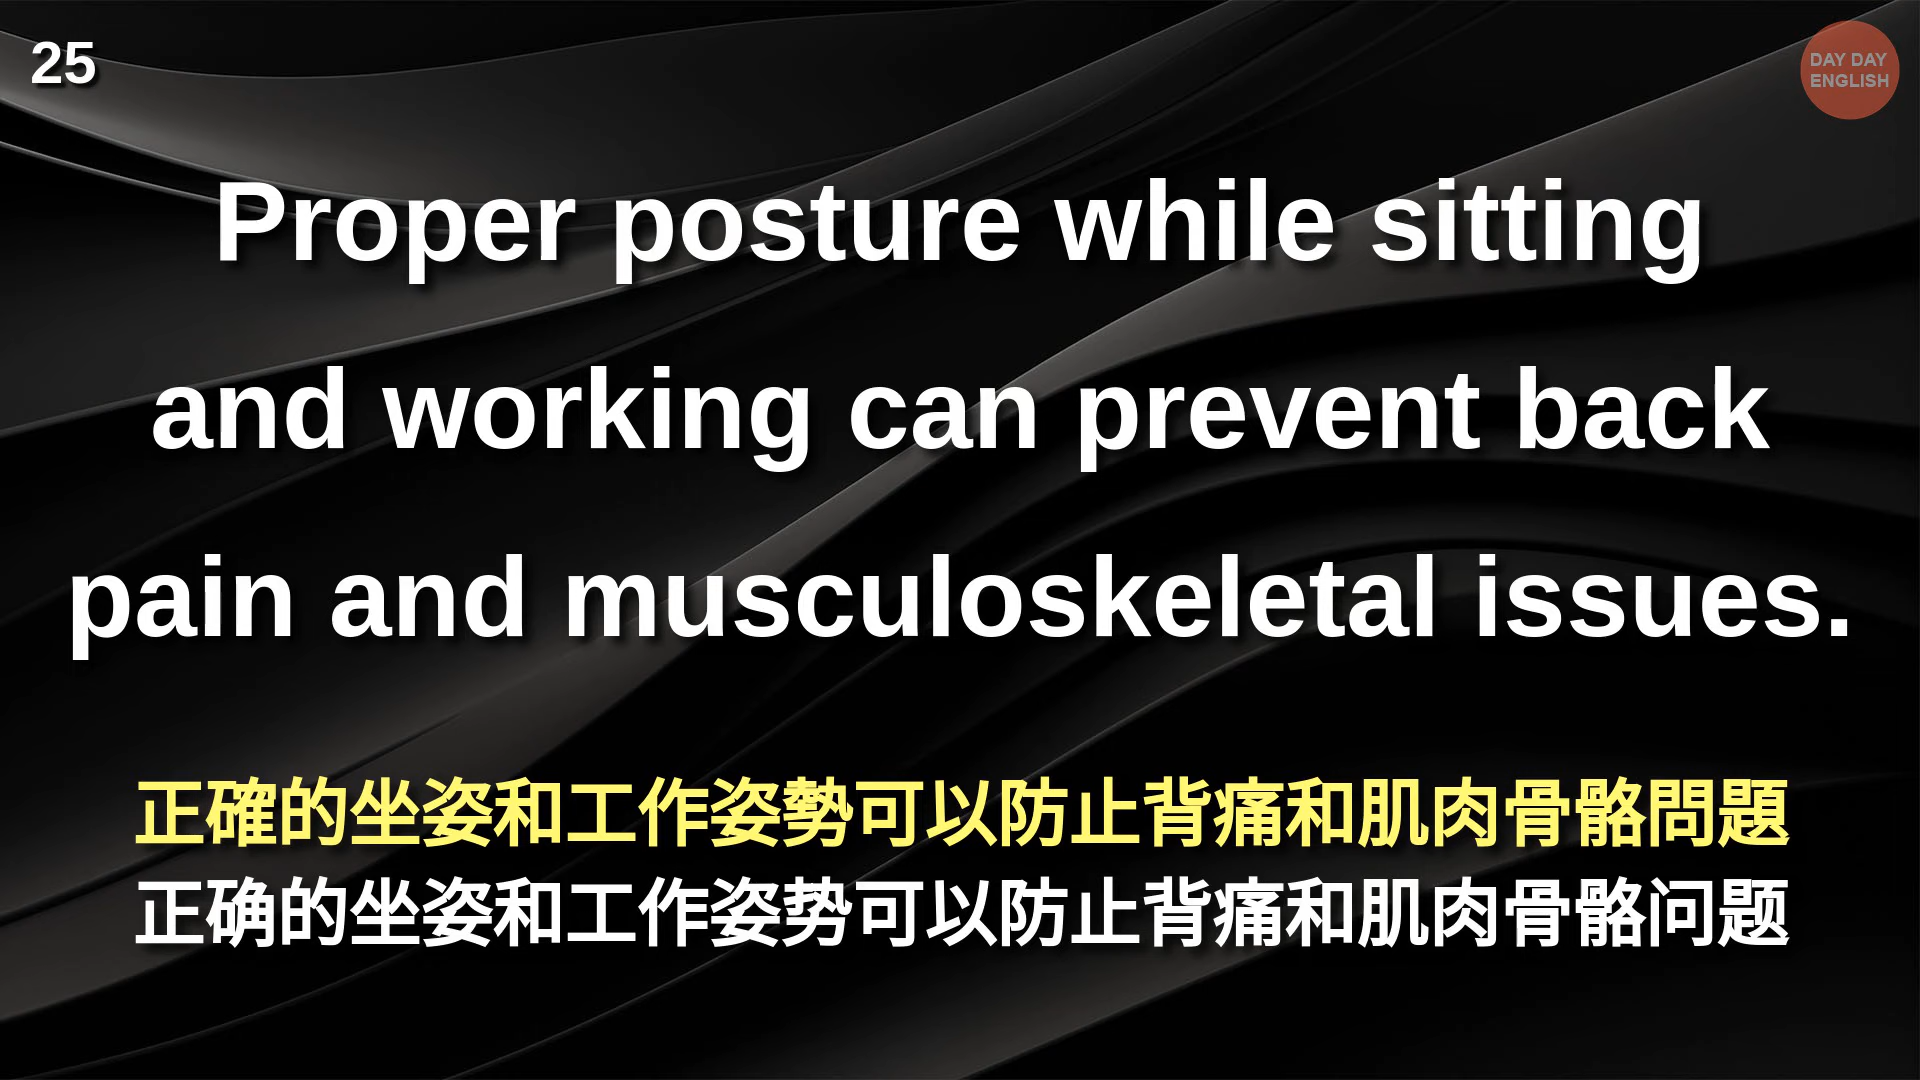 25
DAY DAY
ENGLISH
Proper posture while sitting
and working can prevent back
pain and musculoskeletal issues.
正確的坐姿和工作姿勢可以防止背痛和肌肉骨骼問題
正确的坐姿和工作姿势可以防止背痛和肌肉骨骼问题